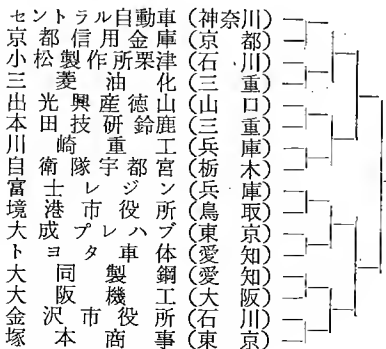 セントラル自動車（神奈川）
京都信用金庫（京都）
小松製作所栗津（石川）
三菱油化（三重）
出光興産徳山（山口）
本田技研鈴鹿（三重）
川崎重工（兵庫）
自衛隊宇都宮（栃木）
富士レジン（兵庫）
境港市役所（鳥取）
大成プレハブ（東京）
トヨタ車体（愛知）
大同製鋼（愛知）
大阪機工（大阪）
金沢市役所（石川）
塚本商事（東京）